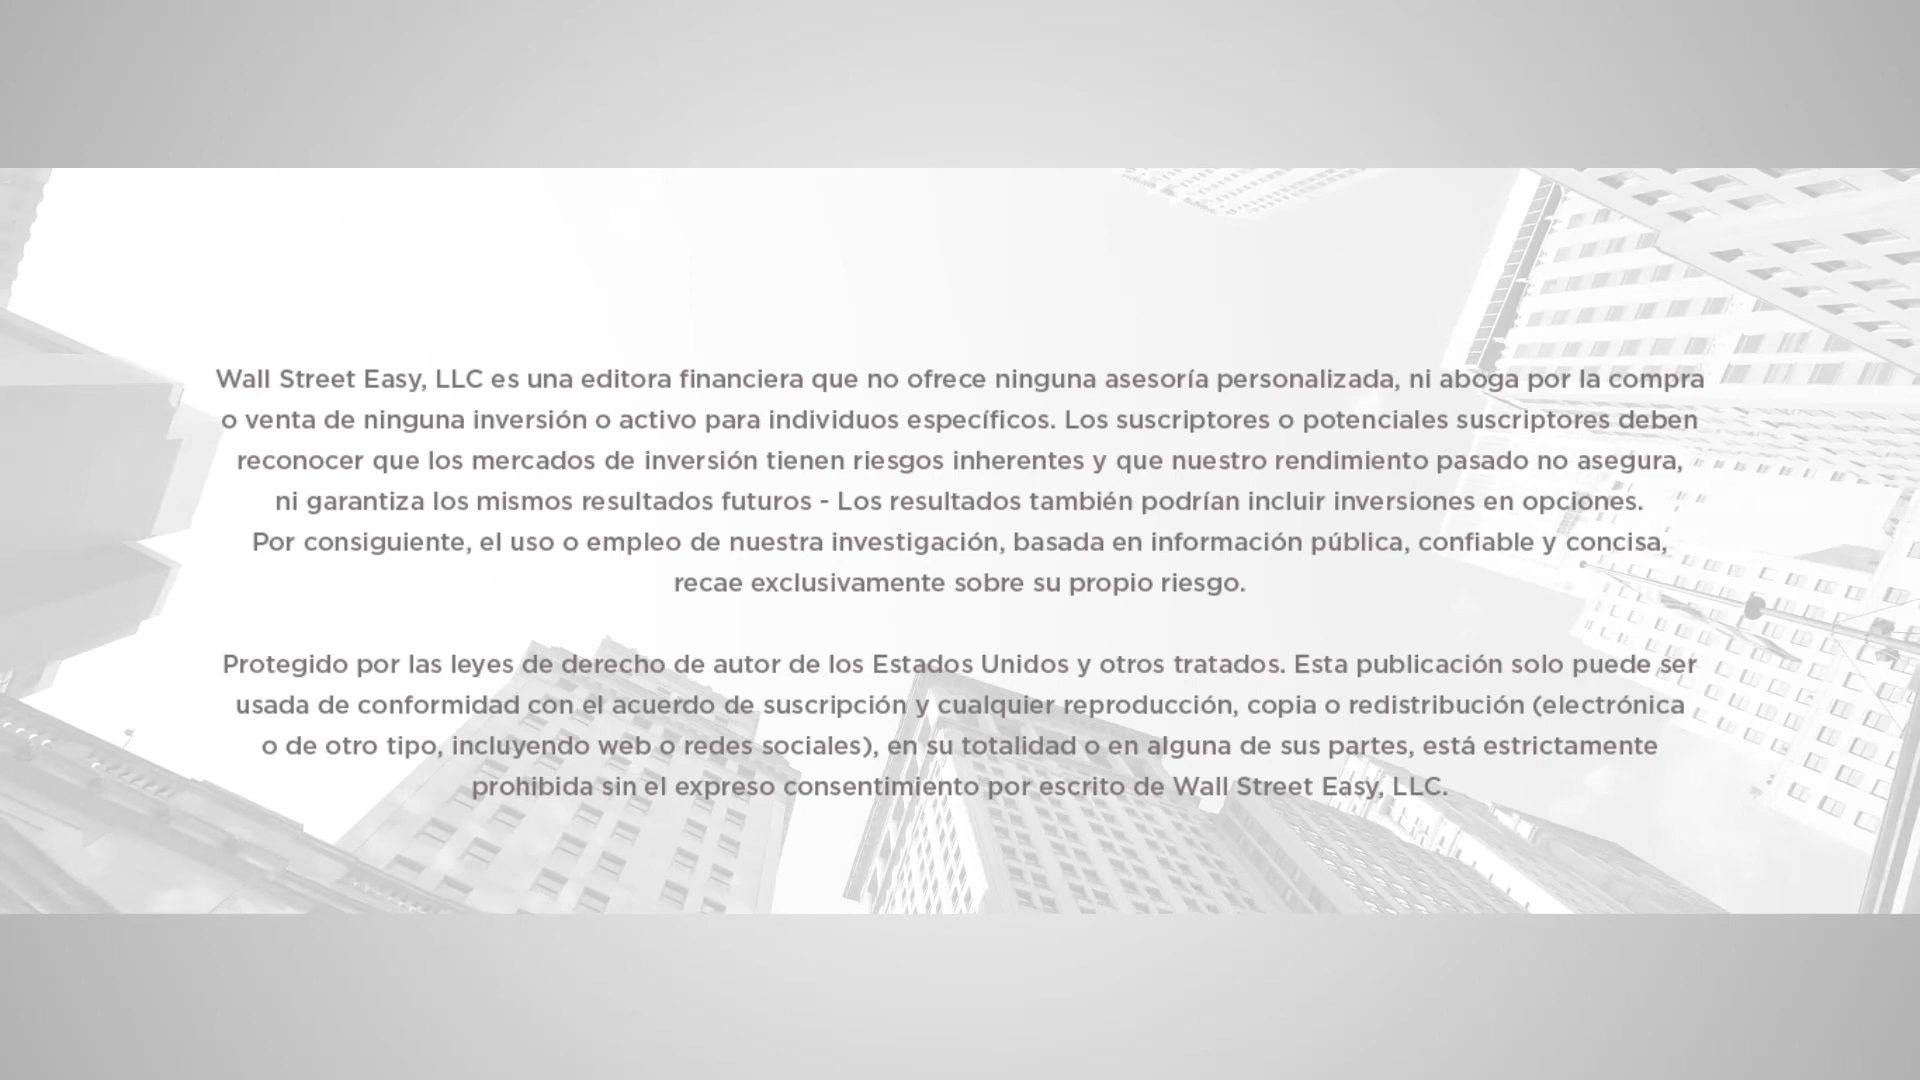 Wall Street Easy, LLC es una editora financiera que no ofrece ninguna asesoría personalizada, ni aboga por la compra
o venta de ninguna inversión o activo para individuos específicos. Los suscriptores o potenciales suscriptores deben
reconocer que los mercados de inversión tienen riesgos inherentes y que nuestro rendimiento pasado no asegura,
ni garantiza los mismos resultados futuros - Los resultados también podrían incluir inversiones en opciones.
Por consiguiente, el uso o empleo de nuestra investigación, basada en información pública, confiable y concisa,
recae exclusivamente sobre su propio riesgo.
Protegido por las leyes de derecho de autor de los Estados Unidos y otros tratados. Esta publicación solo puede ser
usada de conformidad con el acuerdo de suscripción y cualquier reproducción, copia o redistribución (electrónica
o de otro tipo, incluyendo web o redes sociales), en su totalidad o en alguna de sus partes, está estrictamente
prohibida sin el expreso consentimiento por escrito de Wall Street Easy, LLC.